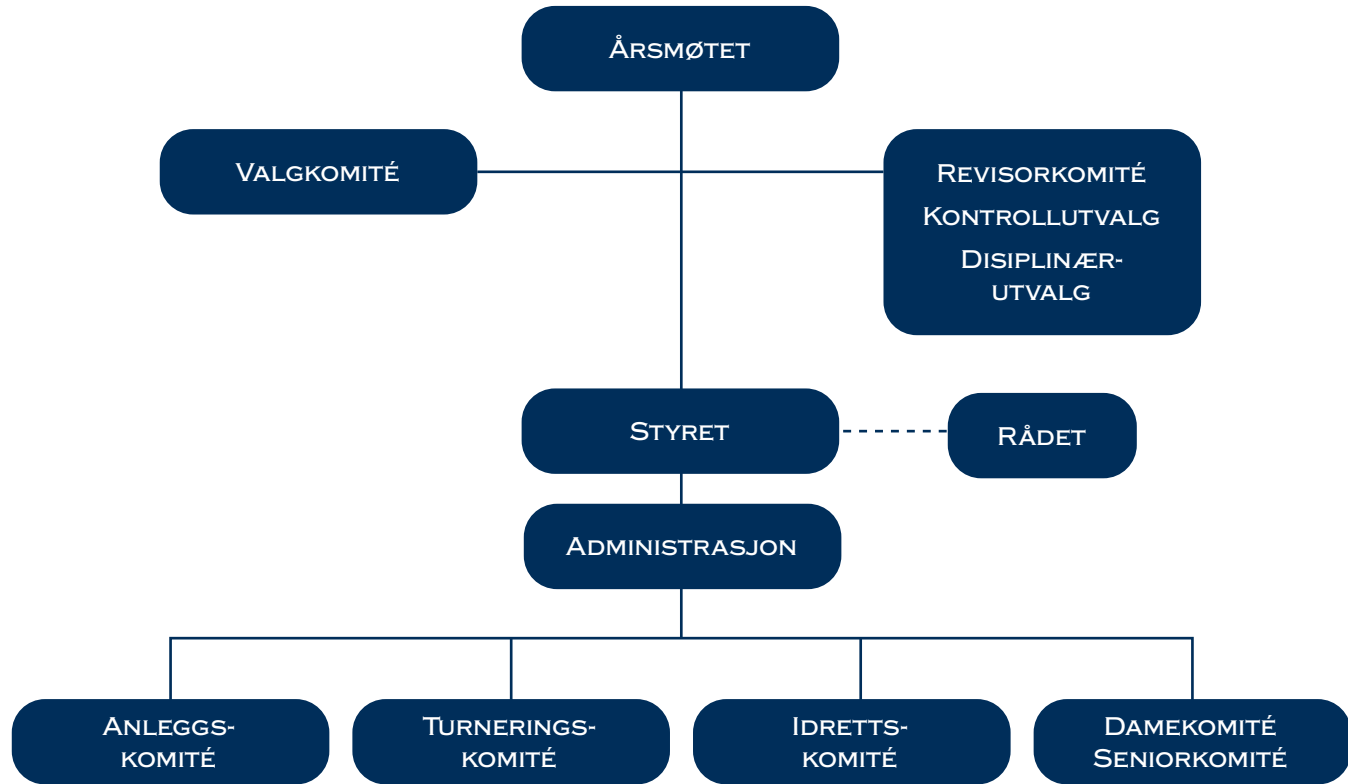 Årsmøtet
Valgkomité
Revisorkomité
Kontrollutvalg
Disiplinær-
utvalg
Styret
Rådet
Administrasjon
Anleggs-
komité
Turnerings-
komité
Idretts-
komité
Damekomité
Seniorkomité